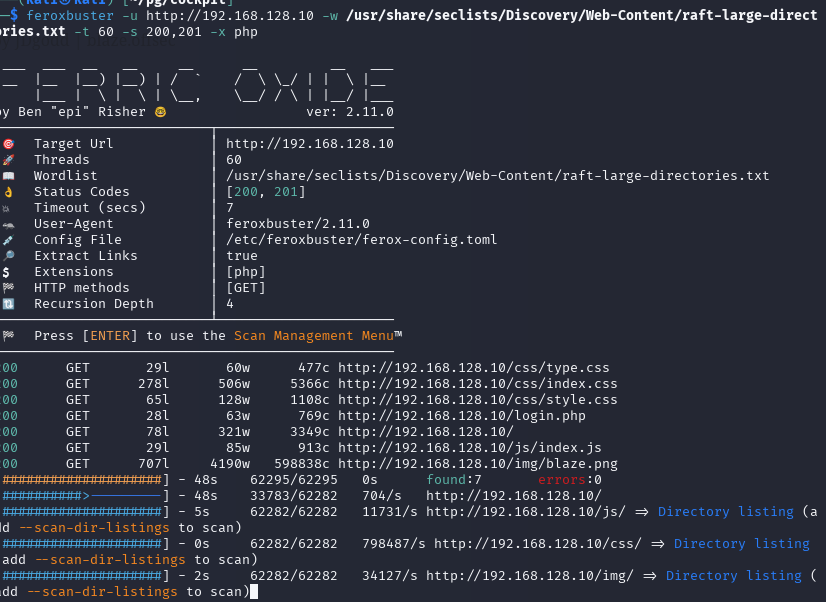 (kali㉿kali) [~/pg/cockpit]
─$ feroxbuster -u http://192.168.128.10 -w /usr/share/seclists/Discovery/Web-Content/raft-large-direct
ories.txt -t 60 -s 200,201 -x php
FERRIC OXIDE
by Ben "epi" Risher 🤓 ver: 2.11.0
🎯 Target Url │ http://192.168.128.10
🚀 Threads │ 60
📖 Wordlist │ /usr/share/seclists/Discovery/Web-Content/raft-large-directories.txt
👌 Status Codes │ [200, 201]
💥 Timeout (secs) │ 7
🦡 User-Agent │ feroxbuster/2.11.0
💉 Config File │ /etc/feroxbuster/ferox-config.toml
🔎 Extract Links │ true
💲 Extensions │ [php]
🏁 HTTP methods │ [GET]
🔃 Recursion Depth │ 4
🏁 Press [ENTER] to use the Scan Management Menu™
200 GET 29l 60w 477c http://192.168.128.10/css/type.css
200 GET 278l 506w 5366c http://192.168.128.10/css/index.css
200 GET 65l 128w 1108c http://192.168.128.10/css/style.css
200 GET 28l 63w 769c http://192.168.128.10/login.php
200 GET 78l 321w 3349c http://192.168.128.10/
200 GET 29l 85w 913c http://192.168.128.10/js/index.js
200 GET 707l 4190w 598838c http://192.168.128.10/img/blaze.png
####################] - 48s 62295/62295 0s found:7 errors:0
##########>---------] - 48s 33783/62282 704/s http://192.168.128.10/
####################] - 5s 62282/62282 11731/s http://192.168.128.10/js/ => Directory listing (a
dd --scan-dir-listings to scan)
####################] - 0s 62282/62282 798487/s http://192.168.128.10/css/ => Directory listing
(add --scan-dir-listings to scan)
####################] - 2s 62282/62282 34127/s http://192.168.128.10/img/ => Directory listing (
add --scan-dir-listings to scan)